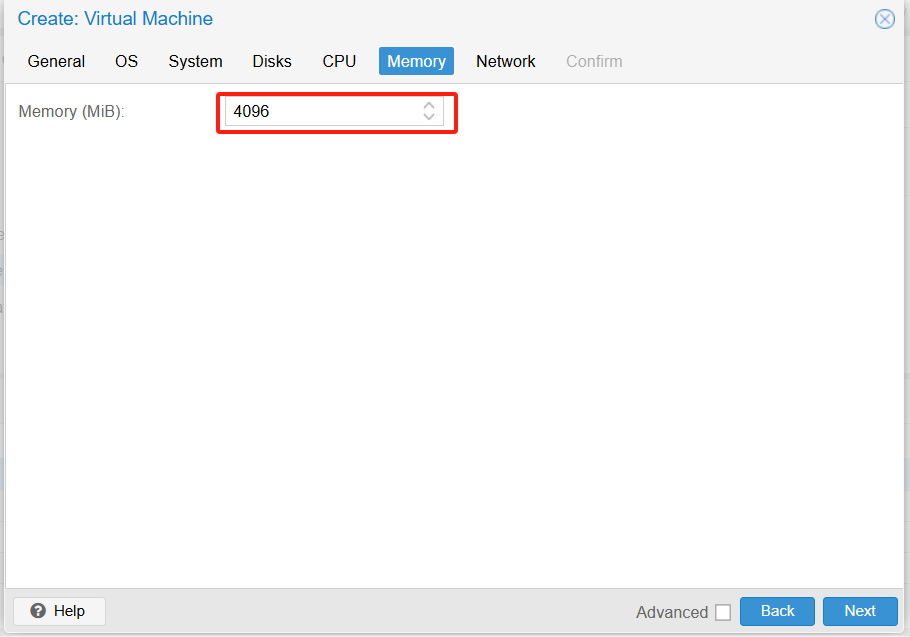 Create: Virtual Machine
General OS System Disks CPU Memory Network Confirm
Memory (MiB): 4096
Help Advanced Back Next